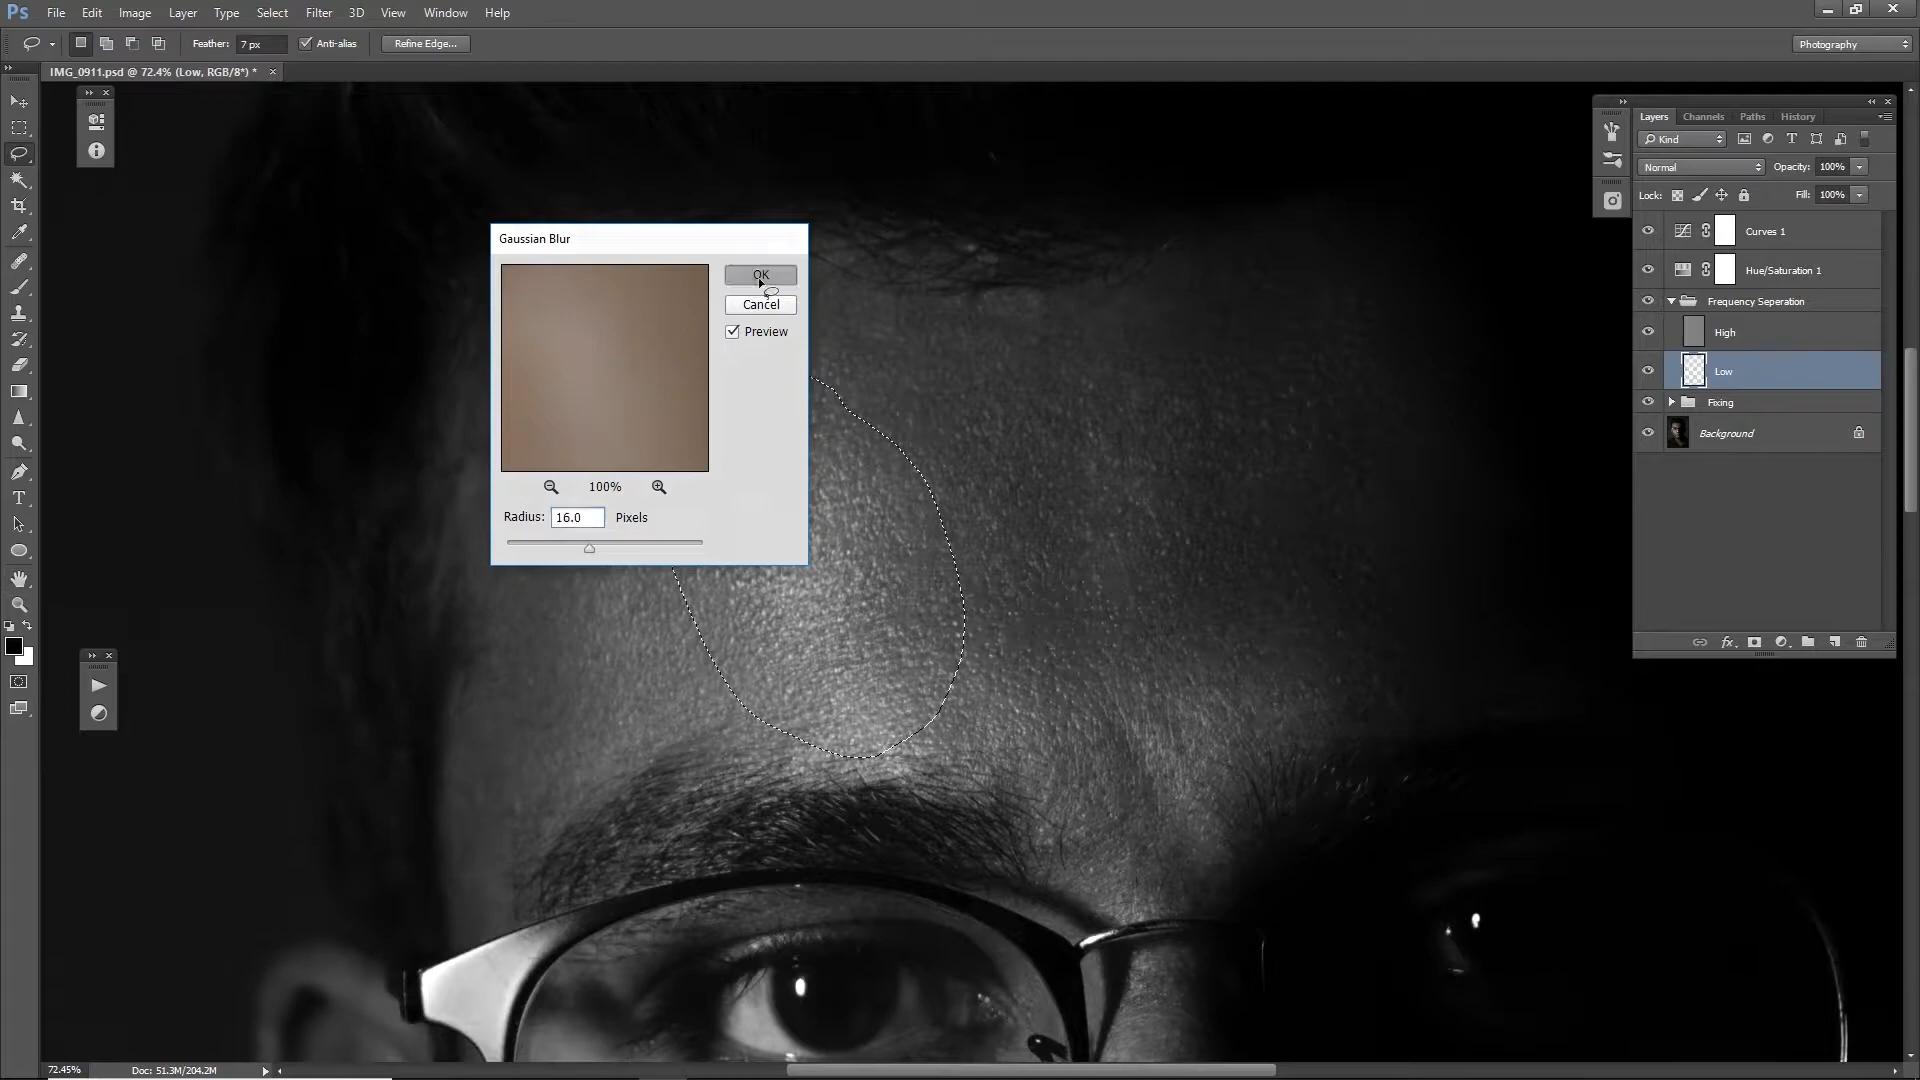 Ps File Edit Image Layer Type Select Filter 3D View Window Help
Feather: 7 px Anti-alias Refine Edge... Photography
IMG_0911.psd @ 72.4% (Low, RGB/8*) *
Layers Channels Paths History
Kind
Normal Opacity: 100%
Lock: Fill: 100%
Curves 1
Hue/Saturation 1
Frequency Seperation
High
Low
Fixing
Background
Gaussian Blur
OK
Cancel
Preview
100%
Radius: 16.0 Pixels
72.45% Doc: 51.3M/204.2M